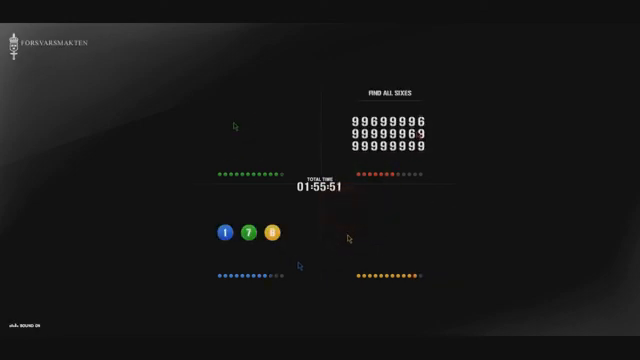 FÖRSVARSMAKTEN
FIND ALL SIXES
99699996
99999969
99999999
TOTAL TIME
01:55:51
1 7 8
SOUND ON